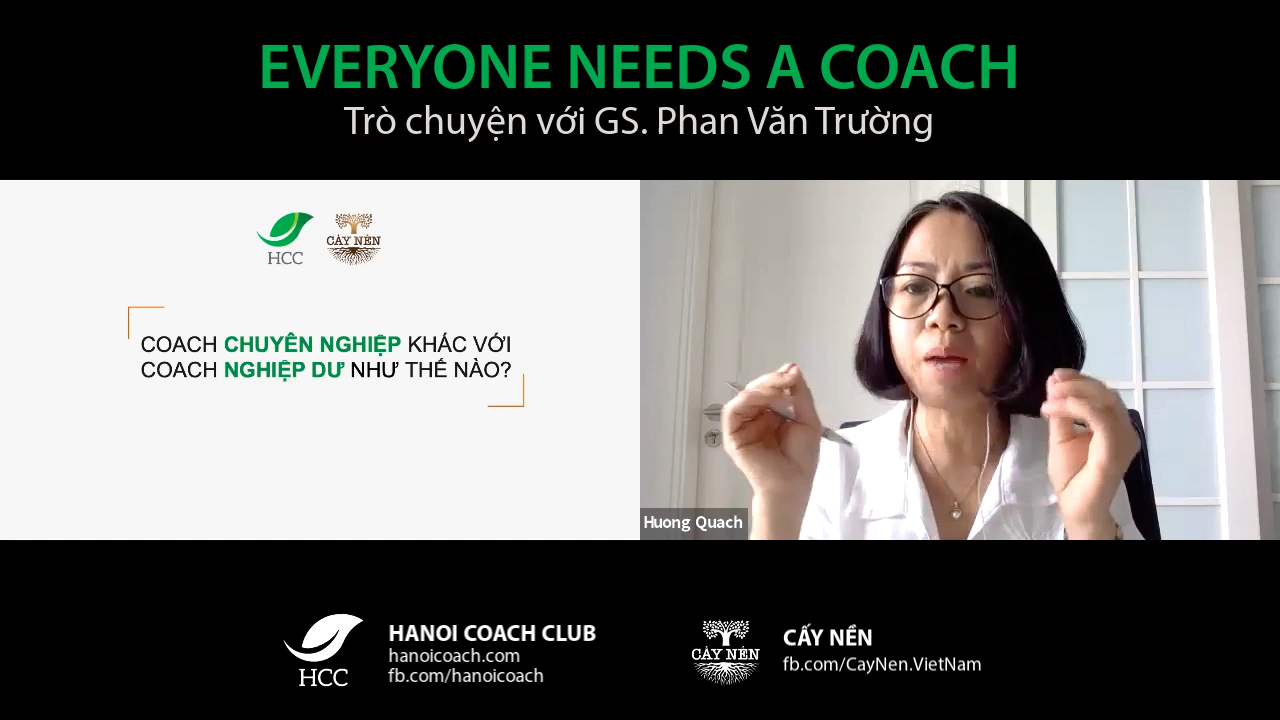 EVERYONE NEEDS A COACH
Trò chuyện với GS. Phan Văn Trường
HCC
CẤY NỀN
COACH CHUYÊN NGHIỆP KHÁC VỚI
COACH NGHIỆP DƯ NHƯ THẾ NÀO?
Huong Quach
HCC
HANOI COACH CLUB
hanoicoach.com
fb.com/hanoicoach
CẤY NỀN
CẤY NỀN
fb.com/CayNen.VietNam